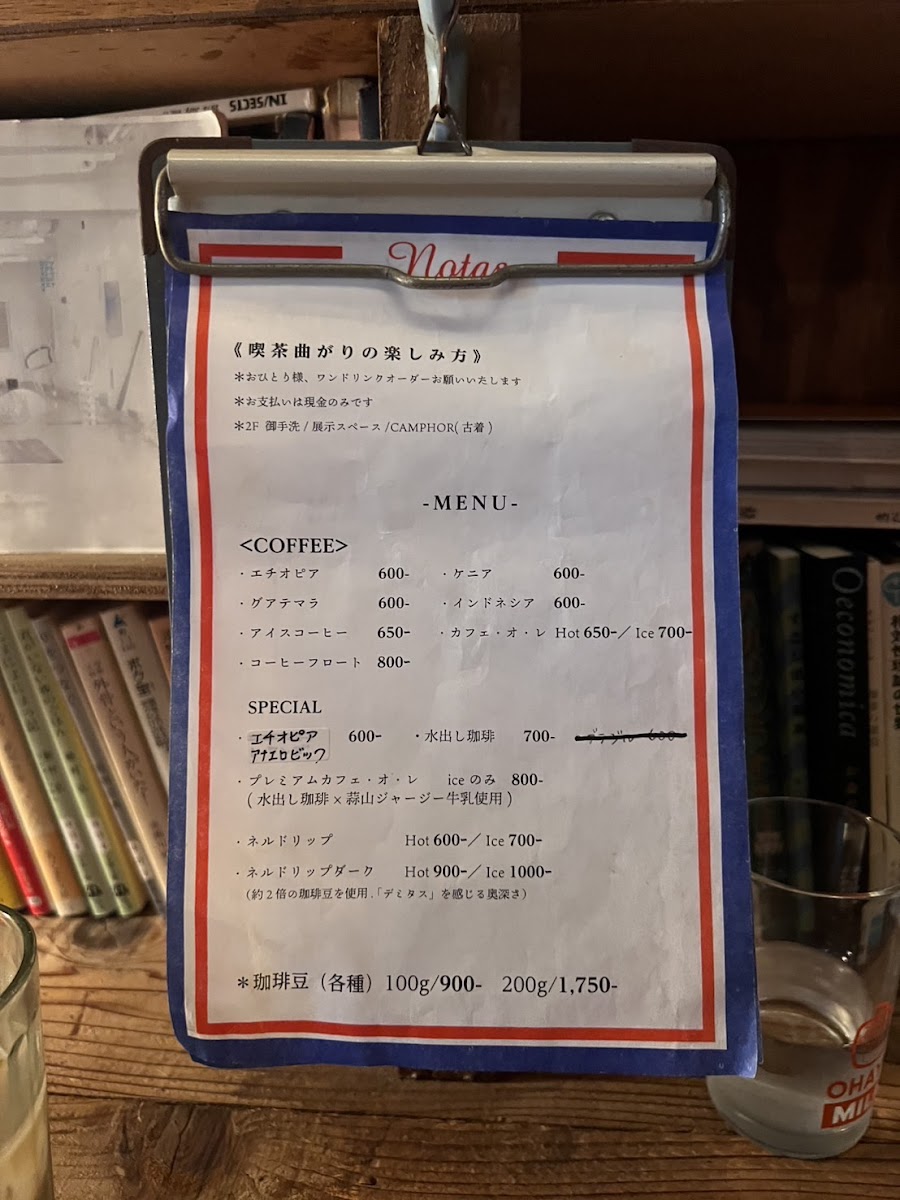 IN/SECTS
Notae
《喫茶曲がりの楽しみ方》
＊おひとり様、ワンドリンクオーダーお願いいたします
＊お支払いは現金のみです
＊2F 御手洗 / 展示スペース /CAMPHOR( 古着 )
-MENU-
<COFFEE>
・エチオピア 600- ・ケニア 600-
・グアテマラ 600- ・インドネシア 600-
・アイスコーヒー 650- ・カフェ・オ・レ Hot 650-／ Ice 700-
・コーヒーフロート 800-
SPECIAL
・エチオピア 600- ・水出し珈琲 700-
アナエロビック
・プレミアムカフェ・オ・レ ice のみ 800-
( 水出し珈琲 × 蒜山ジャージー牛乳使用 )
・ネルドリップ Hot 600-／ Ice 700-
・ネルドリップダーク Hot 900-／ Ice 1000-
（約２倍の珈琲豆を使用 .「デミタス」を感じる奥深さ）
＊珈琲豆（各種）100g/900- 200g/1,750-
Oeconomica